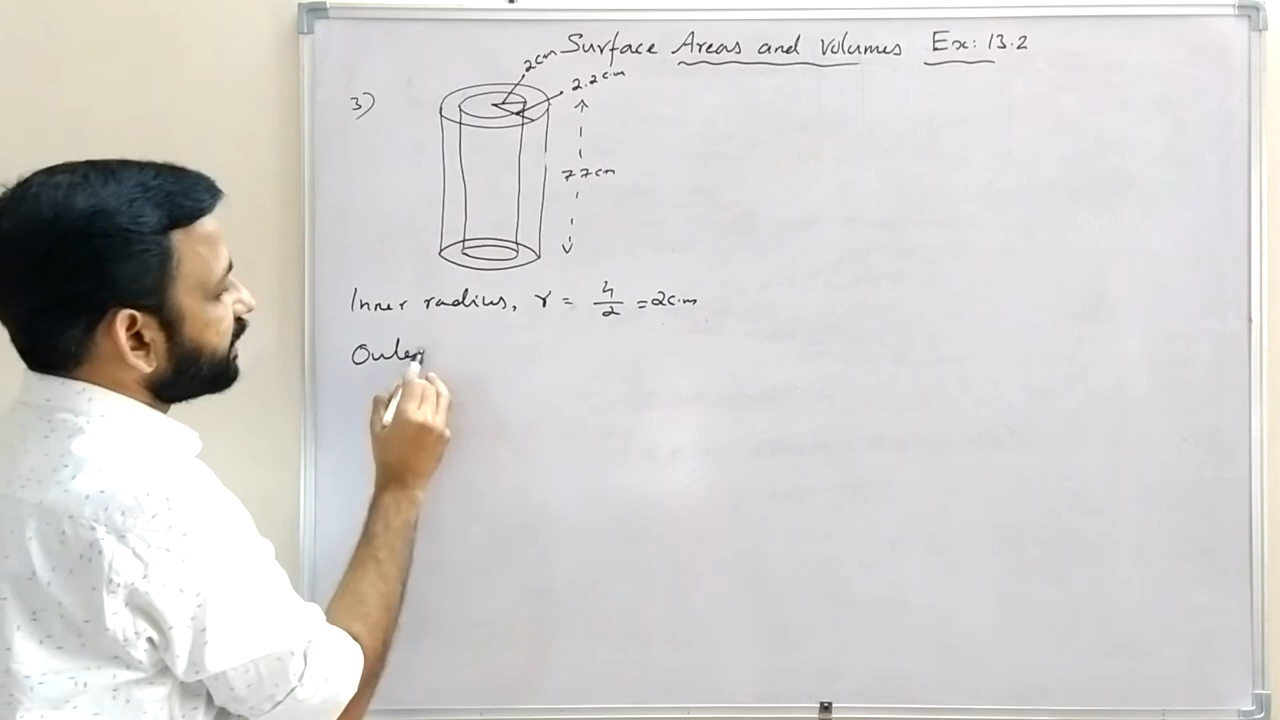 Surface Areas and volumes Ex: 13.2
3)
2cm
2.2cm
77cm
Inner radius, r = 4/2 = 2cm
Outer